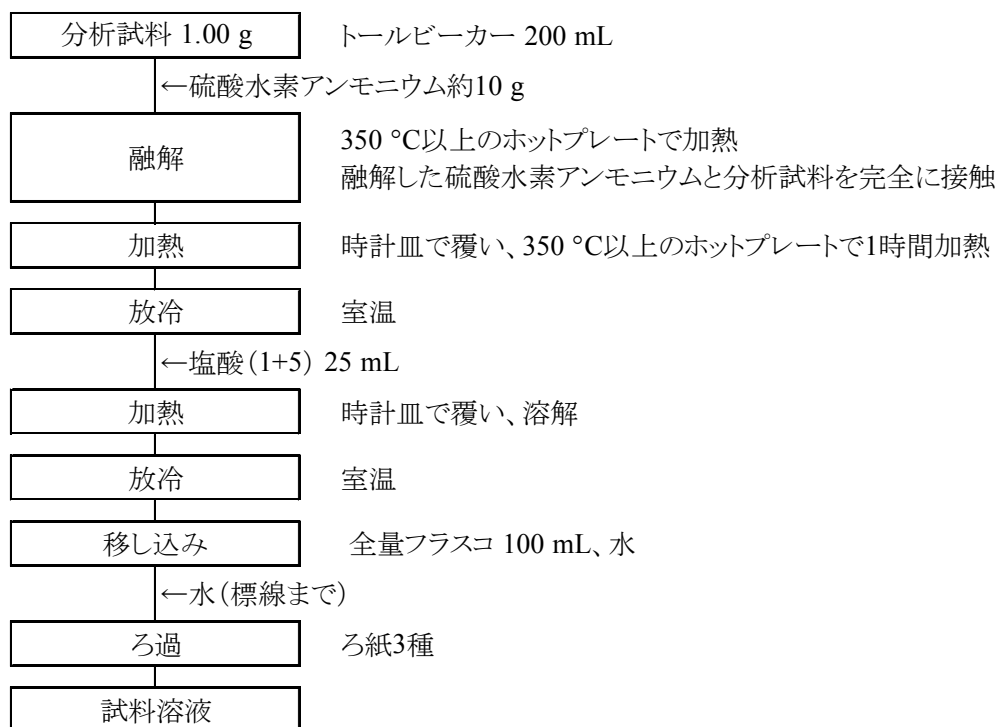 分析試料 1.00 g トールビーカー 200 mL
←硫酸水素アンモニウム約10 g
350 °C以上のホットプレートで加熱
融解
融解した硫酸水素アンモニウムと分析試料を完全に接触
加熱 時計皿で覆い、350 °C以上のホットプレートで1時間加熱
放冷 室温
←塩酸(1+5) 25 mL
加熱 時計皿で覆い、溶解
放冷 室温
移し込み 全量フラスコ 100 mL、水
←水(標線まで)
ろ過 ろ紙3種
試料溶液